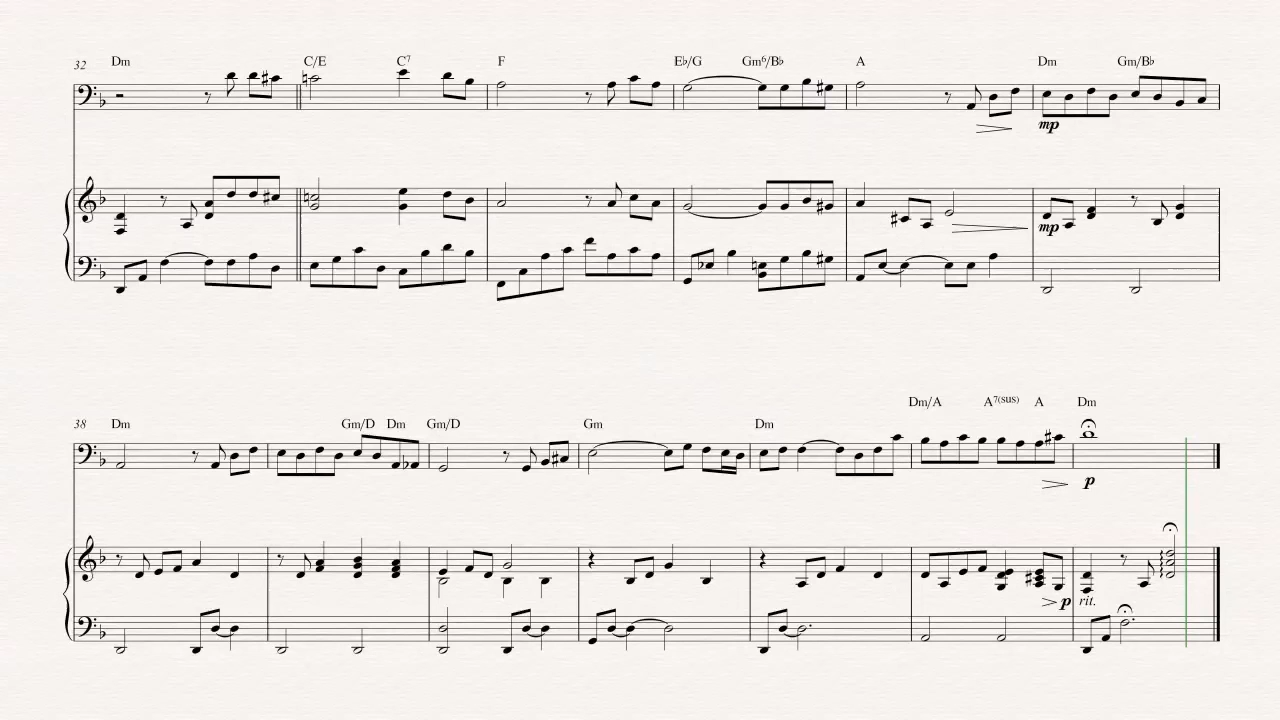 32 Dm C/E C7 F E♭/G Gm6/B♭ A Dm Gm/B♭
mp
mp
Dm/A A7(sus) A Dm
38 Dm Gm/D Dm Gm/D Gm Dm
p
p rit.